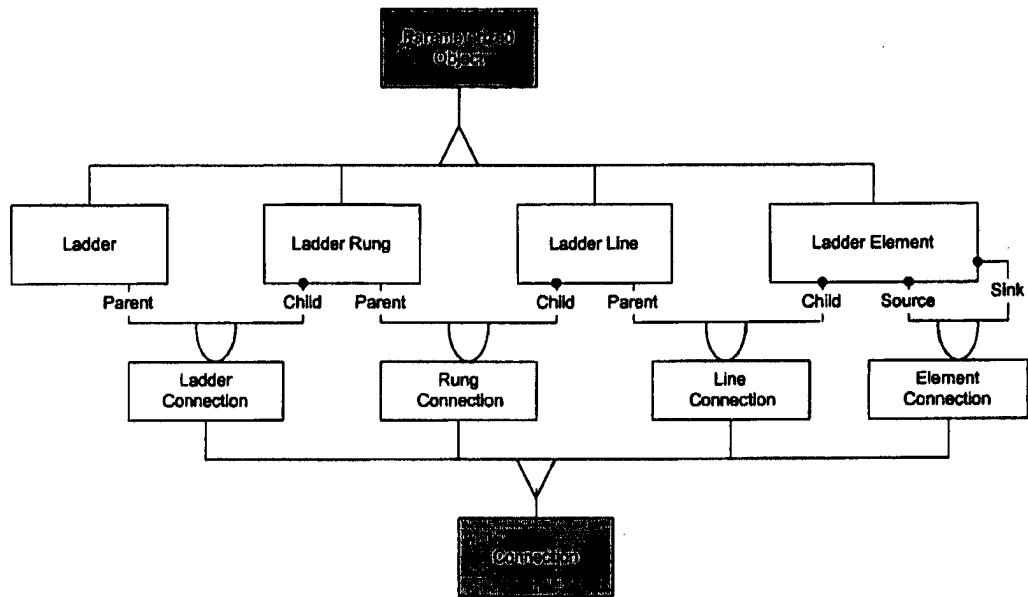 Parametrized
Object
Ladder
Ladder Rung
Ladder Line
Ladder Element
Parent
Child
Parent
Child
Parent
Child
Source
Sink
Ladder
Connection
Rung
Connection
Line
Connection
Element
Connection
Connection